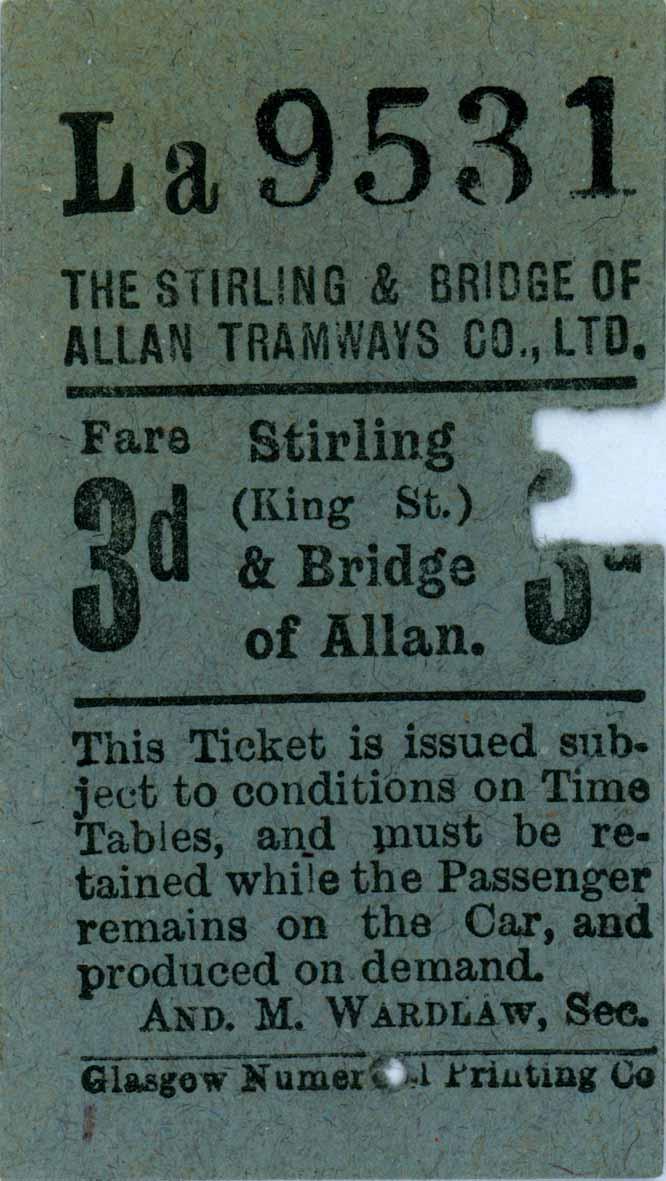 La 9531
THE STIRLING & BRIDGE OF
ALLAN TRAMWAYS CO., LTD.
Fare Stirling
3d (King St.) 3d
& Bridge
of Allan.
This Ticket is issued sub-
ject to conditions on Time
Tables, and must be re-
tained while the Passenger
remains on the Car, and
produced on demand.
AND. M. WARDLAW, Sec.
Glasgow Numerical Printing Co